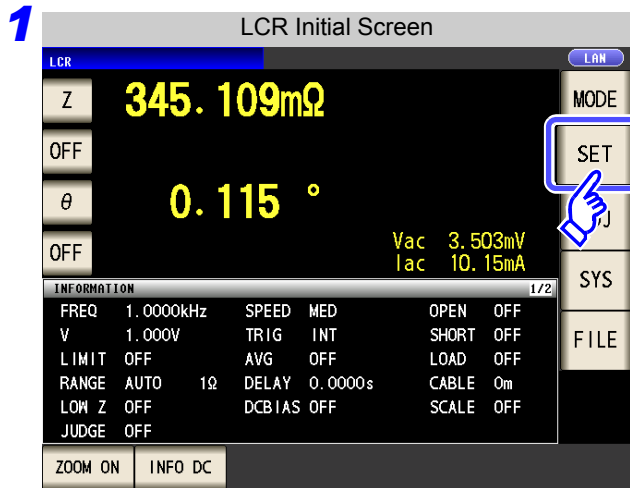 1
LCR Initial Screen
LCR
LAN
Z 345.109mΩ
MODE
OFF
SET
θ 0.115 °
OFF
Vac 3.503mV
Iac 10.15mA
SYS
INFORMATION 1/2
FREQ 1.0000kHz SPEED MED OPEN OFF
V 1.000V TRIG INT SHORT OFF
FILE
LIMIT OFF AVG OFF LOAD OFF
RANGE AUTO 1Ω DELAY 0.0000s CABLE 0m
LOW Z OFF DCBIAS OFF SCALE OFF
JUDGE OFF
ZOOM ON INFO DC